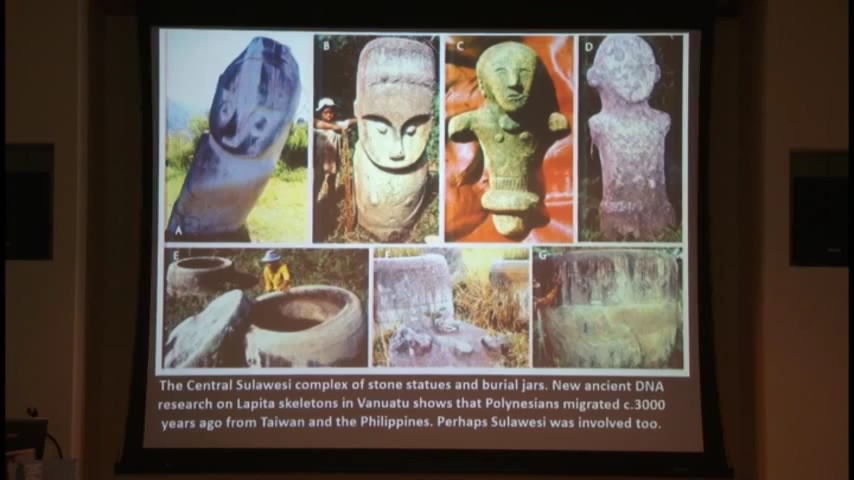 A
B
C
D
E
F
G
The Central Sulawesi complex of stone statues and burial jars. New ancient DNA
research on Lapita skeletons in Vanuatu shows that Polynesians migrated c.3000
years ago from Taiwan and the Philippines. Perhaps Sulawesi was involved too.